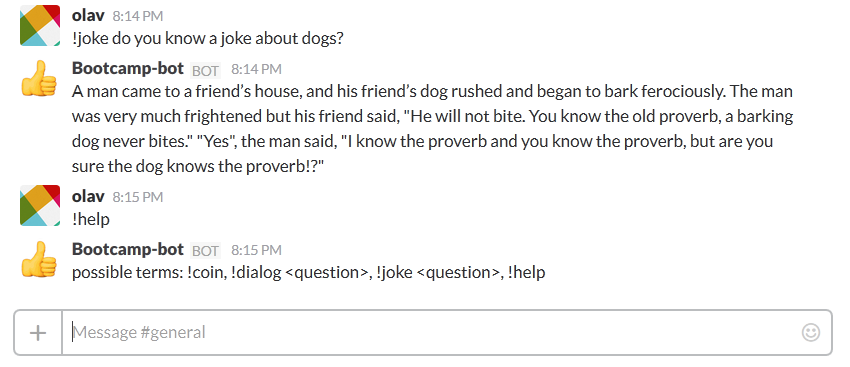 olav 8:14 PM
!joke do you know a joke about dogs?
Bootcamp-bot BOT 8:14 PM
A man came to a friend’s house, and his friend’s dog rushed and began to bark ferociously. The man
was very much frightened but his friend said, "He will not bite. You know the old proverb, a barking
dog never bites." "Yes", the man said, "I know the proverb and you know the proverb, but are you
sure the dog knows the proverb!?"
olav 8:15 PM
!help
Bootcamp-bot BOT 8:15 PM
possible terms: !coin, !dialog <question>, !joke <question>, !help
Message #general